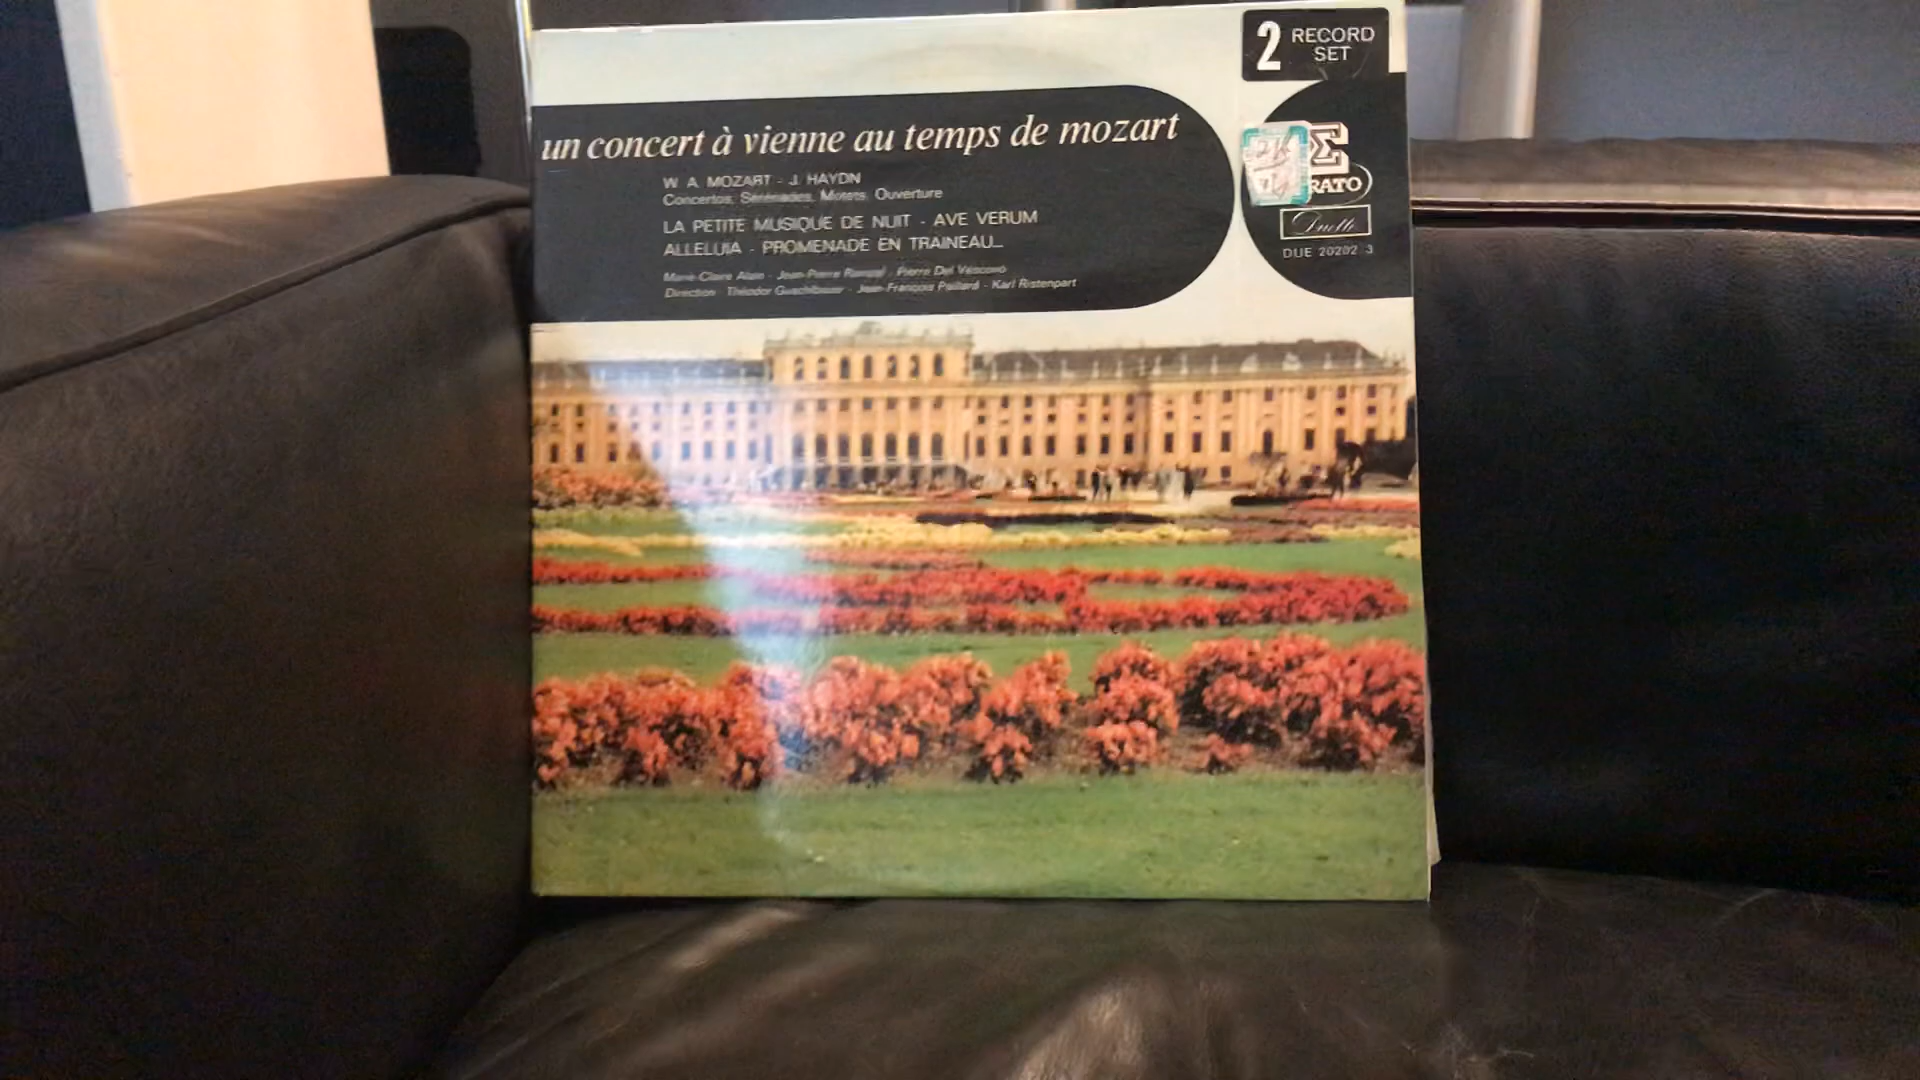 2 RECORD
SET
un concert à vienne au temps de mozart
W. A. MOZART - J. HAYDN
Concertos, Sérénades, Motets, Ouverture
LA PETITE MUSIQUE DE NUIT - AVE VERUM
ALLELUIA - PROMENADE EN TRAINEAU...
Marie-Claire Alain - Jean-Pierre Rampal - Pierre Del Vescovo
Direction : Théodor Guschlbauer - Jean-François Paillard - Karl Ristenpart
RATO
Duetto
DUE 20202 3